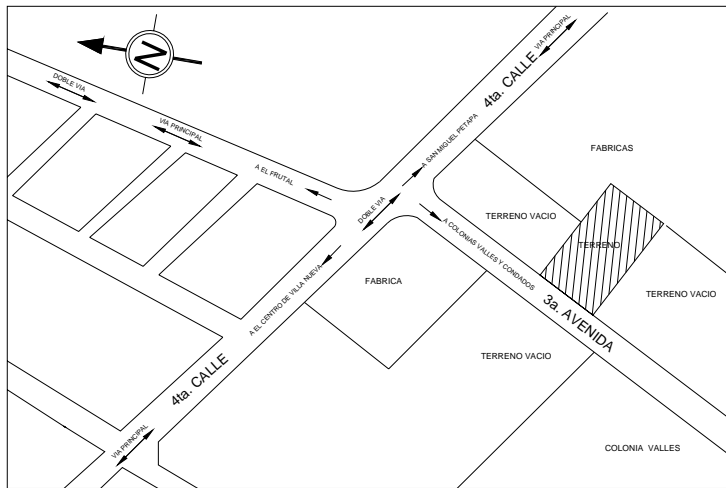 N
VIA PRINCIPAL
4ta. CALLE
DOBLE VIA
VIA PRINCIPAL
A SAN MIGUEL PETAPA
FABRICAS
A EL FRUTAL
DOBLE VIA
TERRENO VACIO
TERRENO
A COLONIAS VALLES Y CONDADOS
FABRICA
TERRENO VACIO
A EL CENTRO DE VILLA NUEVA
3a. AVENIDA
TERRENO VACIO
4ta. CALLE
VIA PRINCIPAL
COLONIA VALLES